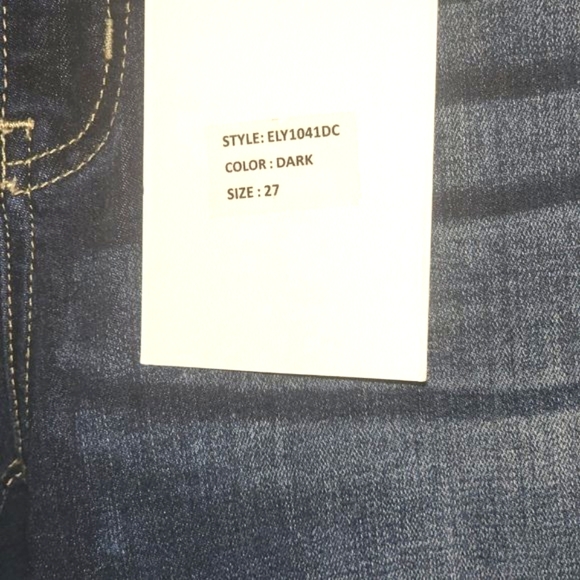 STYLE: ELY1041DC
COLOR : DARK
SIZE : 27